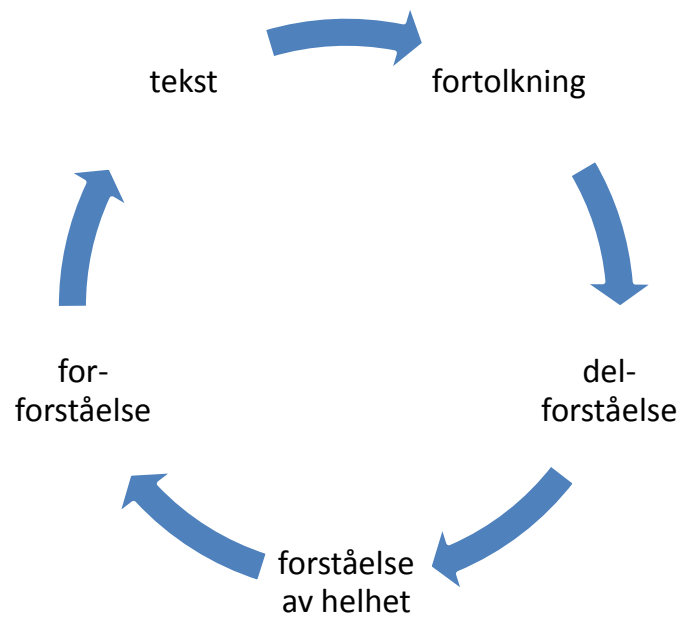 tekst
fortolkning
del-
forståelse
forståelse
av helhet
for-
forståelse